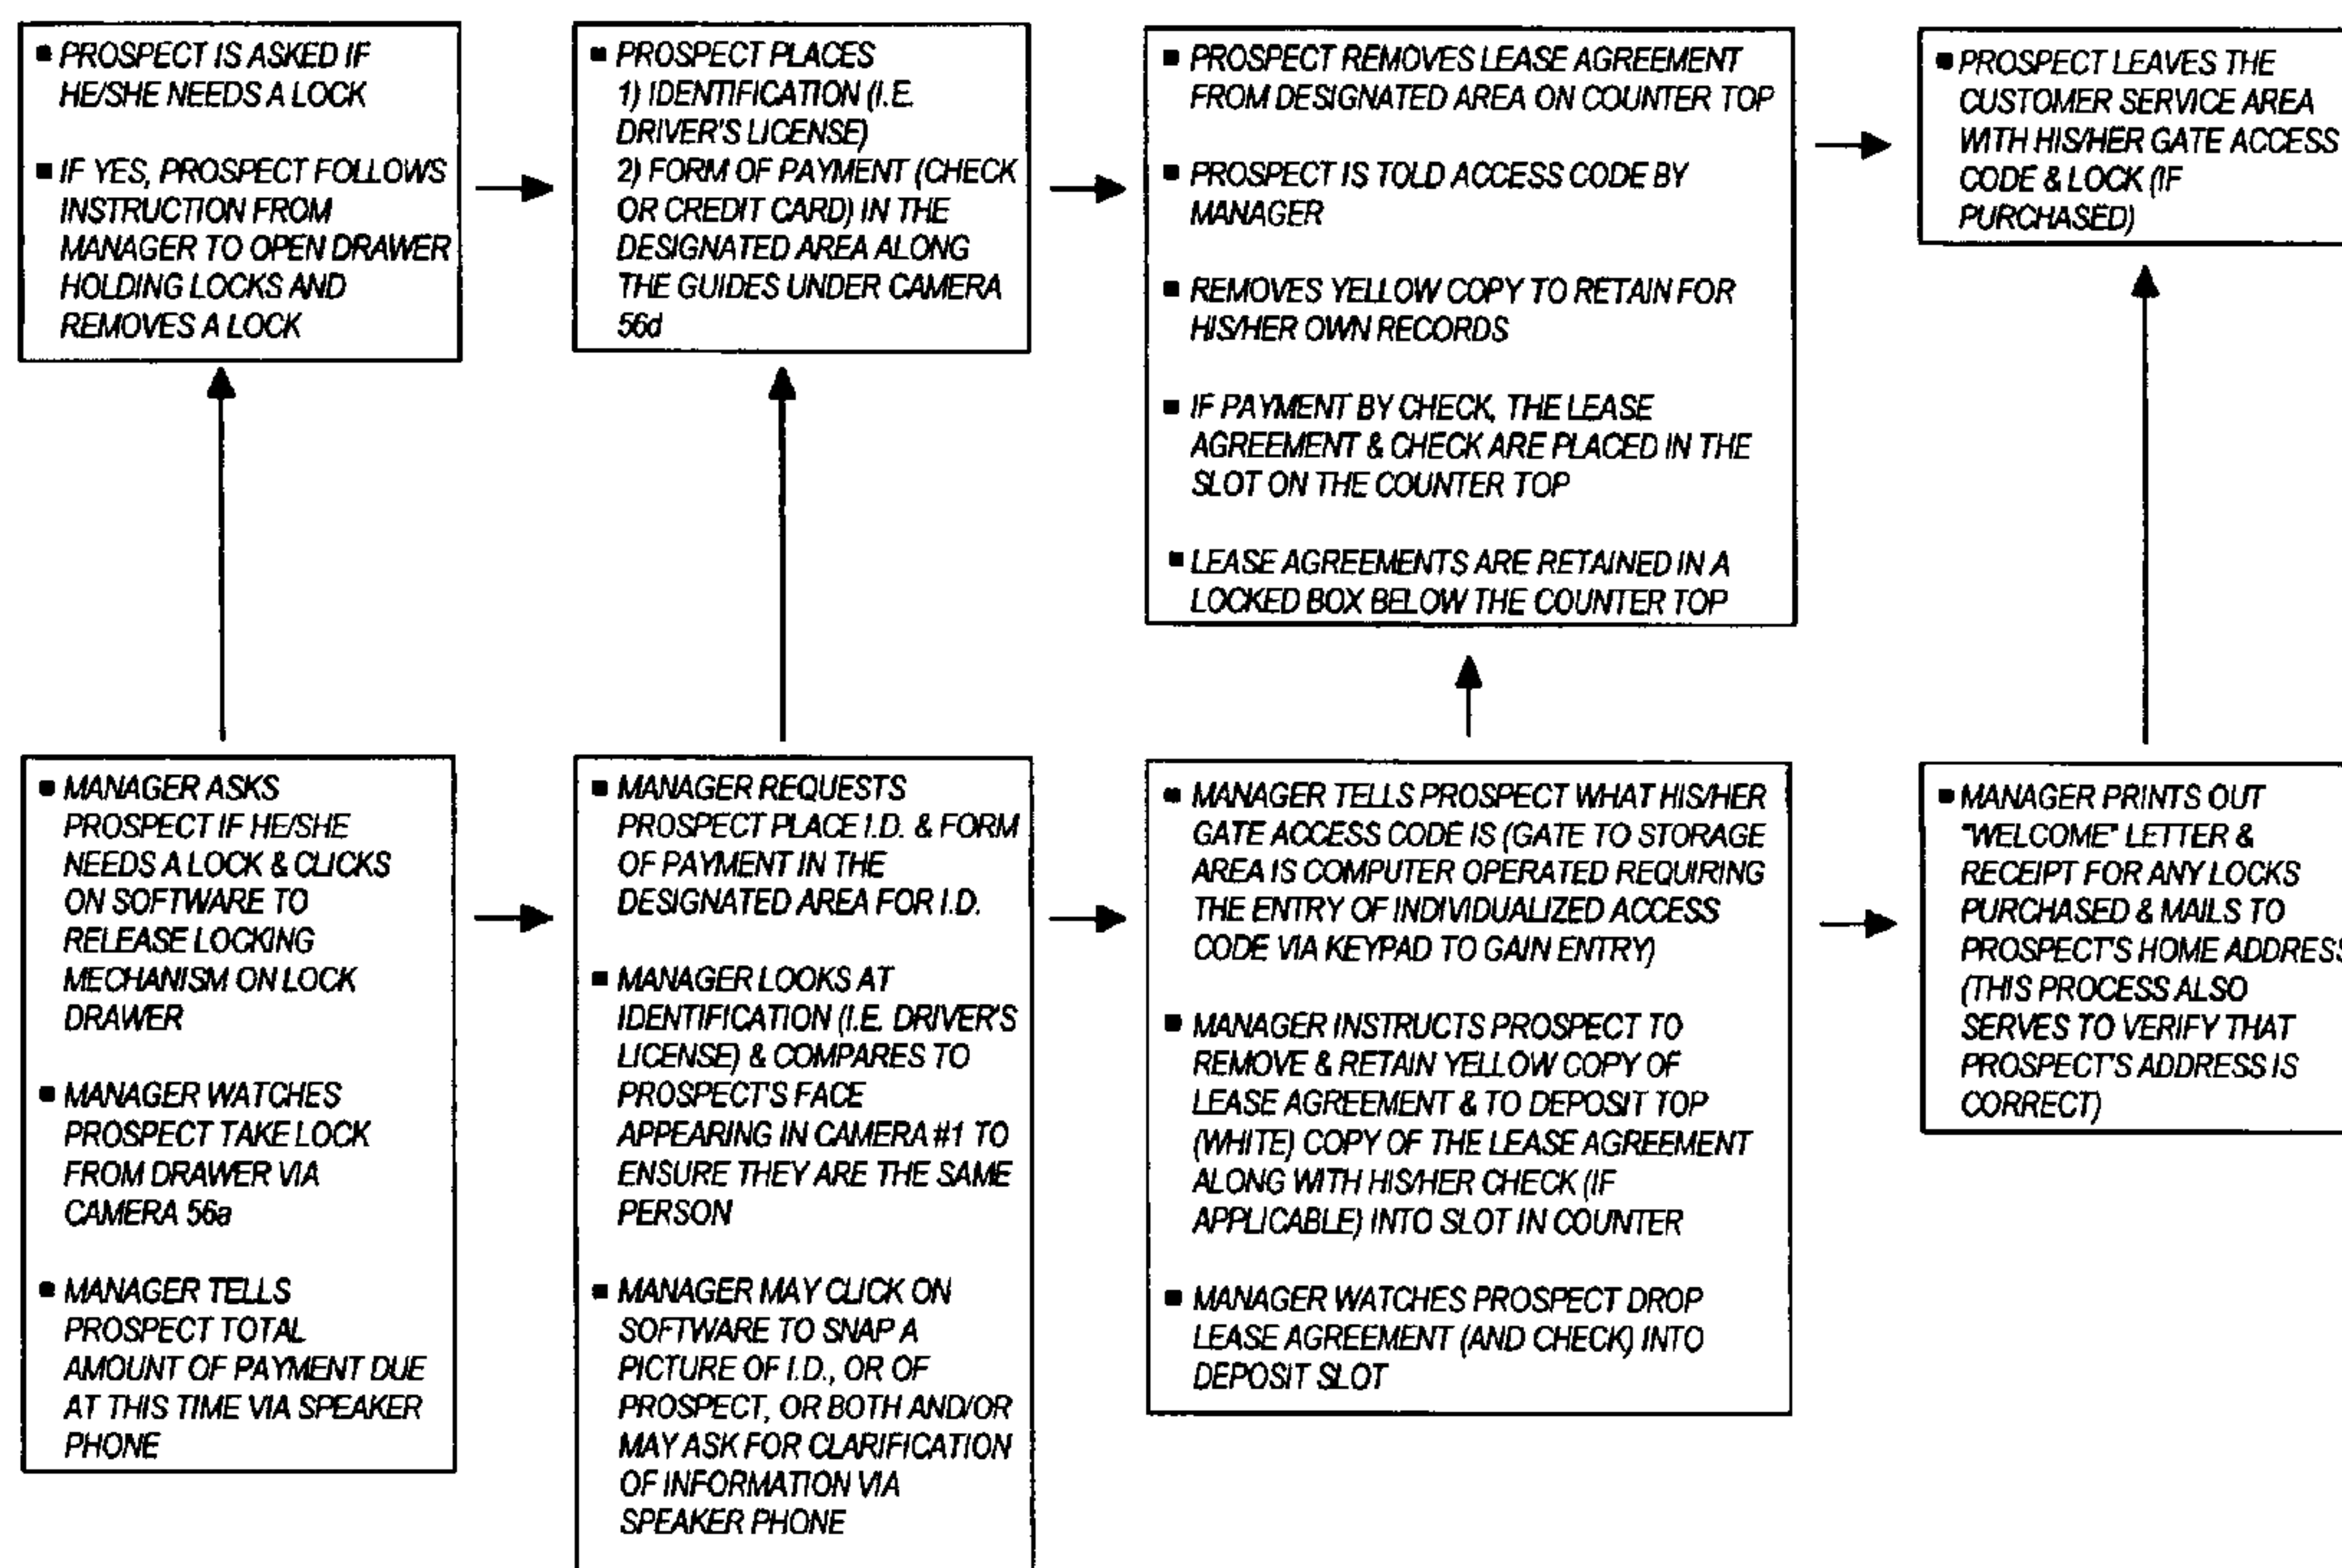 ■ PROSPECT IS ASKED IF
HE/SHE NEEDS A LOCK
■ IF YES, PROSPECT FOLLOWS
INSTRUCTION FROM
MANAGER TO OPEN DRAWER
HOLDING LOCKS AND
REMOVES A LOCK
■ PROSPECT PLACES
1) IDENTIFICATION (I.E.
DRIVER'S LICENSE)
2) FORM OF PAYMENT (CHECK
OR CREDIT CARD) IN THE
DESIGNATED AREA ALONG
THE GUIDES UNDER CAMERA
56d
■ PROSPECT REMOVES LEASE AGREEMENT
FROM DESIGNATED AREA ON COUNTER TOP
■ PROSPECT IS TOLD ACCESS CODE BY
MANAGER
■ REMOVES YELLOW COPY TO RETAIN FOR
HIS/HER OWN RECORDS
■ IF PAYMENT BY CHECK, THE LEASE
AGREEMENT & CHECK ARE PLACED IN THE
SLOT ON THE COUNTER TOP
■ LEASE AGREEMENTS ARE RETAINED IN A
LOCKED BOX BELOW THE COUNTER TOP
■ PROSPECT LEAVES THE
CUSTOMER SERVICE AREA
WITH HIS/HER GATE ACCESS
CODE & LOCK (IF
PURCHASED)
■ MANAGER ASKS
PROSPECT IF HE/SHE
NEEDS A LOCK & CLICKS
ON SOFTWARE TO
RELEASE LOCKING
MECHANISM ON LOCK
DRAWER
■ MANAGER WATCHES
PROSPECT TAKE LOCK
FROM DRAWER VIA
CAMERA 56a
■ MANAGER TELLS
PROSPECT TOTAL
AMOUNT OF PAYMENT DUE
AT THIS TIME VIA SPEAKER
PHONE
■ MANAGER REQUESTS
PROSPECT PLACE I.D. & FORM
OF PAYMENT IN THE
DESIGNATED AREA FOR I.D.
■ MANAGER LOOKS AT
IDENTIFICATION (I.E. DRIVER'S
LICENSE) & COMPARES TO
PROSPECT'S FACE
APPEARING IN CAMERA #1 TO
ENSURE THEY ARE THE SAME
PERSON
■ MANAGER MAY CLICK ON
SOFTWARE TO SNAP A
PICTURE OF I.D., OR OF
PROSPECT, OR BOTH AND/OR
MAY ASK FOR CLARIFICATION
OF INFORMATION VIA
SPEAKER PHONE
■ MANAGER TELLS PROSPECT WHAT HIS/HER
GATE ACCESS CODE IS (GATE TO STORAGE
AREA IS COMPUTER OPERATED REQUIRING
THE ENTRY OF INDIVIDUALIZED ACCESS
CODE VIA KEYPAD TO GAIN ENTRY)
■ MANAGER INSTRUCTS PROSPECT TO
REMOVE & RETAIN YELLOW COPY OF
LEASE AGREEMENT & TO DEPOSIT TOP
(WHITE) COPY OF THE LEASE AGREEMENT
ALONG WITH HIS/HER CHECK (IF
APPLICABLE) INTO SLOT IN COUNTER
■ MANAGER WATCHES PROSPECT DROP
LEASE AGREEMENT (AND CHECK) INTO
DEPOSIT SLOT
■ MANAGER PRINTS OUT
"WELCOME" LETTER &
RECEIPT FOR ANY LOCKS
PURCHASED & MAILS TO
PROSPECT'S HOME ADDRESS
(THIS PROCESS ALSO
SERVES TO VERIFY THAT
PROSPECT'S ADDRESS IS
CORRECT)